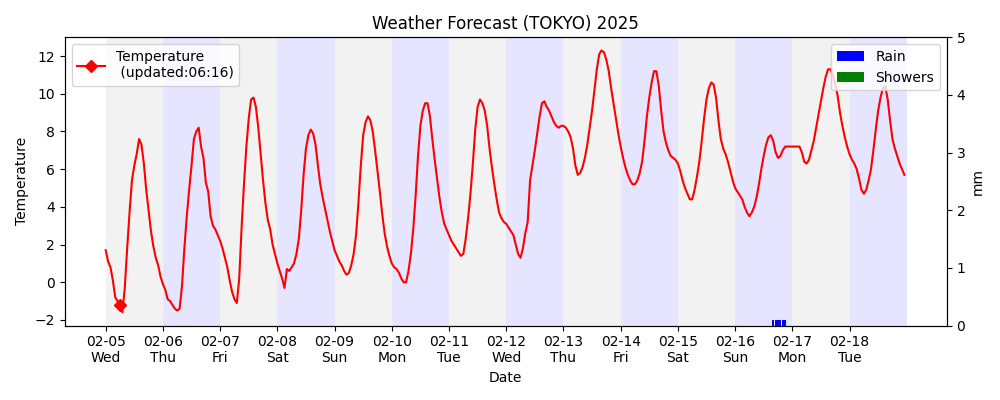 Weather Forecast (TOKYO) 2025
Temperature
(updated:06:16)
Rain
Showers
Temperature
12
10
8
6
4
2
0
−2
5
4
3
2
1
0
mm
02-05 02-06 02-07 02-08 02-09 02-10 02-11 02-12 02-13 02-14 02-15 02-16 02-17 02-18
Wed Thu Fri Sat Sun Mon Tue Wed Thu Fri Sat Sun Mon Tue
Date